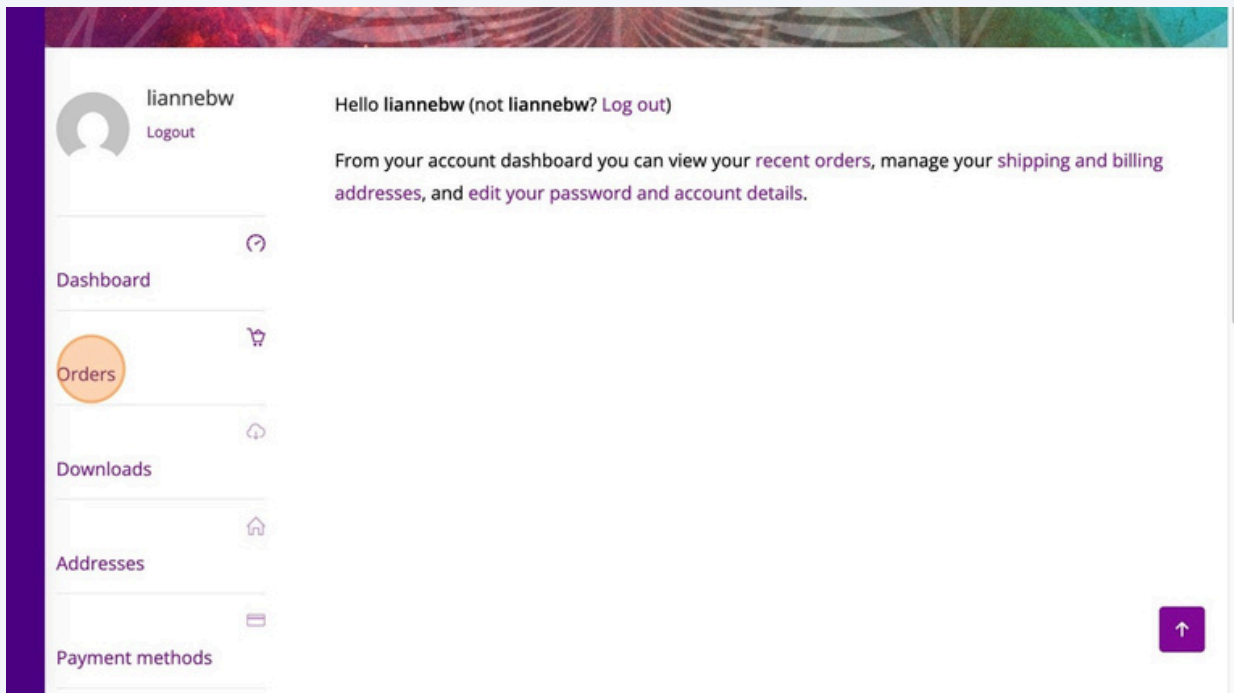 liannebw
Logout
Hello liannebw (not liannebw? Log out)
From your account dashboard you can view your recent orders, manage your shipping and billing
addresses, and edit your password and account details.
Dashboard
Orders
Downloads
Addresses
Payment methods